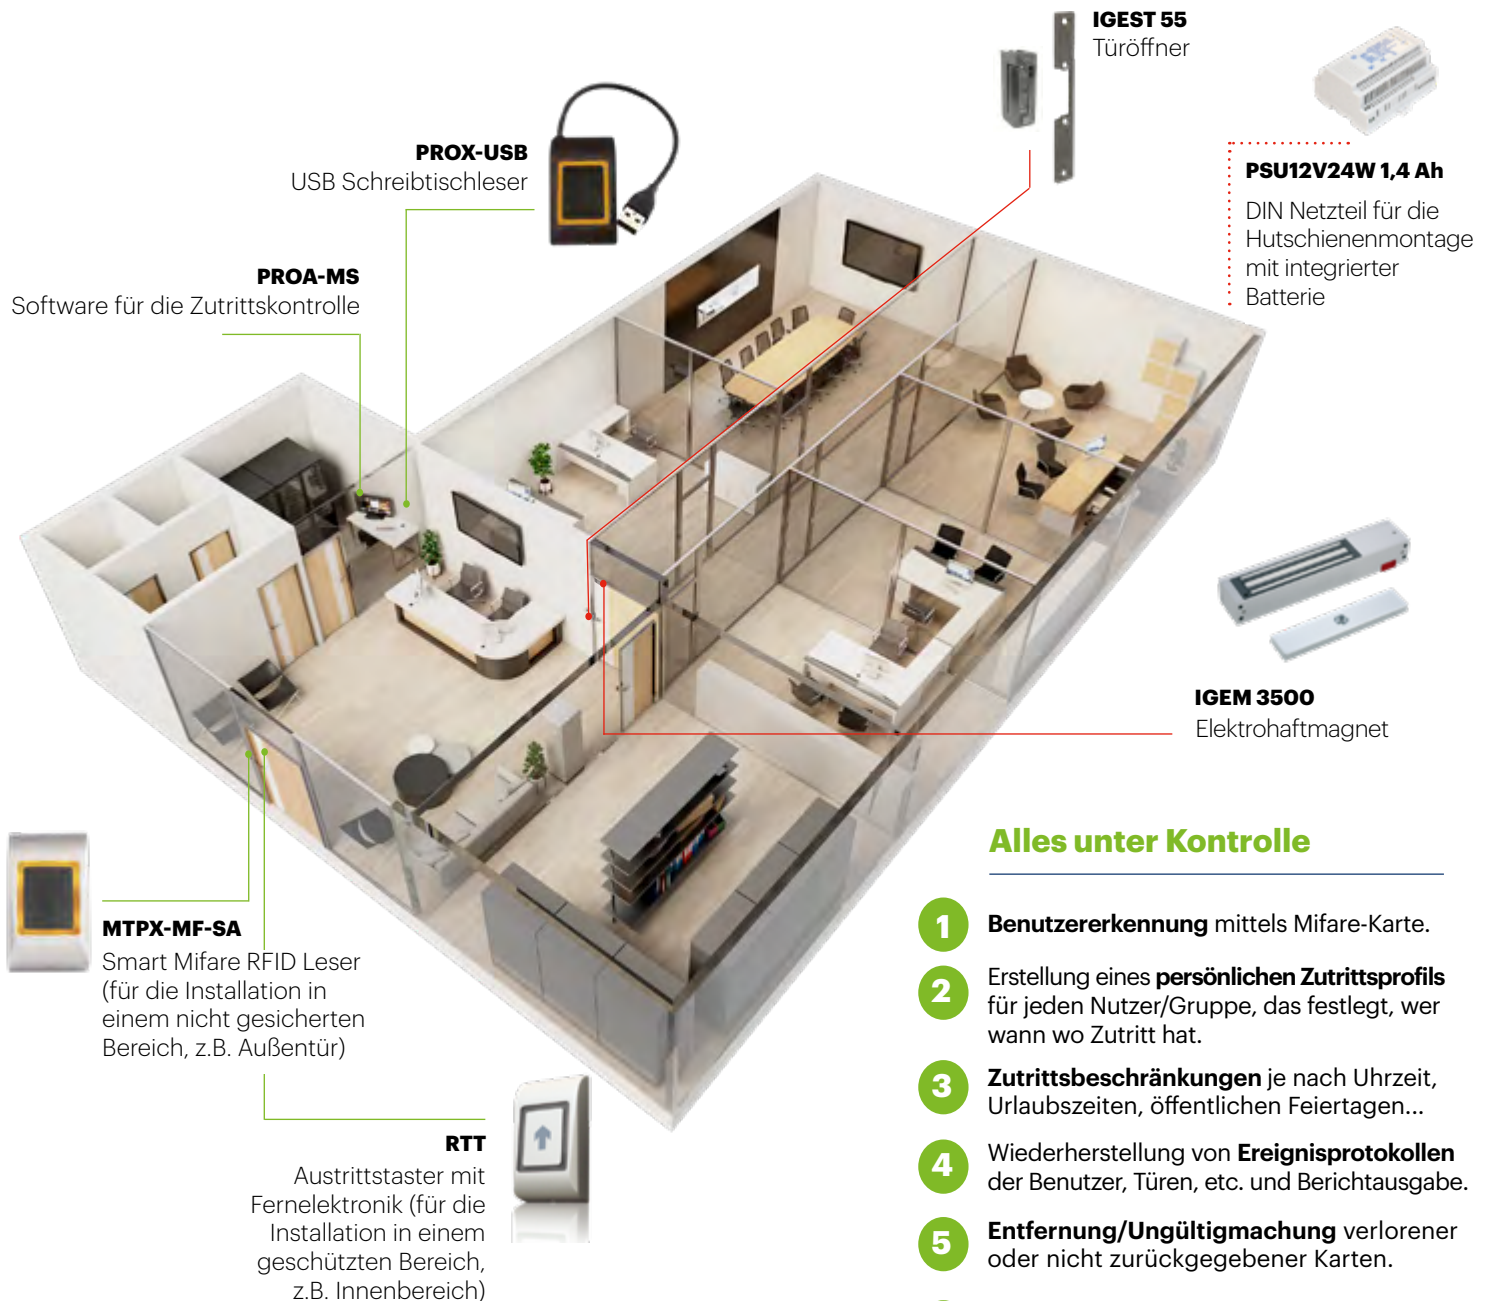 IGEST 55
Türöffner
PSU12V24W 1,4 Ah
DIN Netzteil für die
Hutschienenmontage
mit integrierter
Batterie
PROX-USB
USB Schreibtischleser
PROA-MS
Software für die Zutrittskontrolle
IGEM 3500
Elektrohaftmagnet
MTPX-MF-SA
Smart Mifare RFID Leser
(für die Installation in
einem nicht gesicherten
Bereich, z.B. Außentür)
RTT
Austrittstaster mit
Fernelektronik (für die
Installation in einem
geschützten Bereich,
z.B. Innenbereich)
Alles unter Kontrolle
1 Benutzererkennung mittels Mifare-Karte.
2 Erstellung eines persönlichen Zutrittsprofils
für jeden Nutzer/Gruppe, das festlegt, wer
wann wo Zutritt hat.
3 Zutrittsbeschränkungen je nach Uhrzeit,
Urlaubszeiten, öffentlichen Feiertagen...
4 Wiederherstellung von Ereignisprotokollen
der Benutzer, Türen, etc. und Berichtausgabe.
5 Entfernung/Ungültigmachung verlorener
oder nicht zurückgegebener Karten.